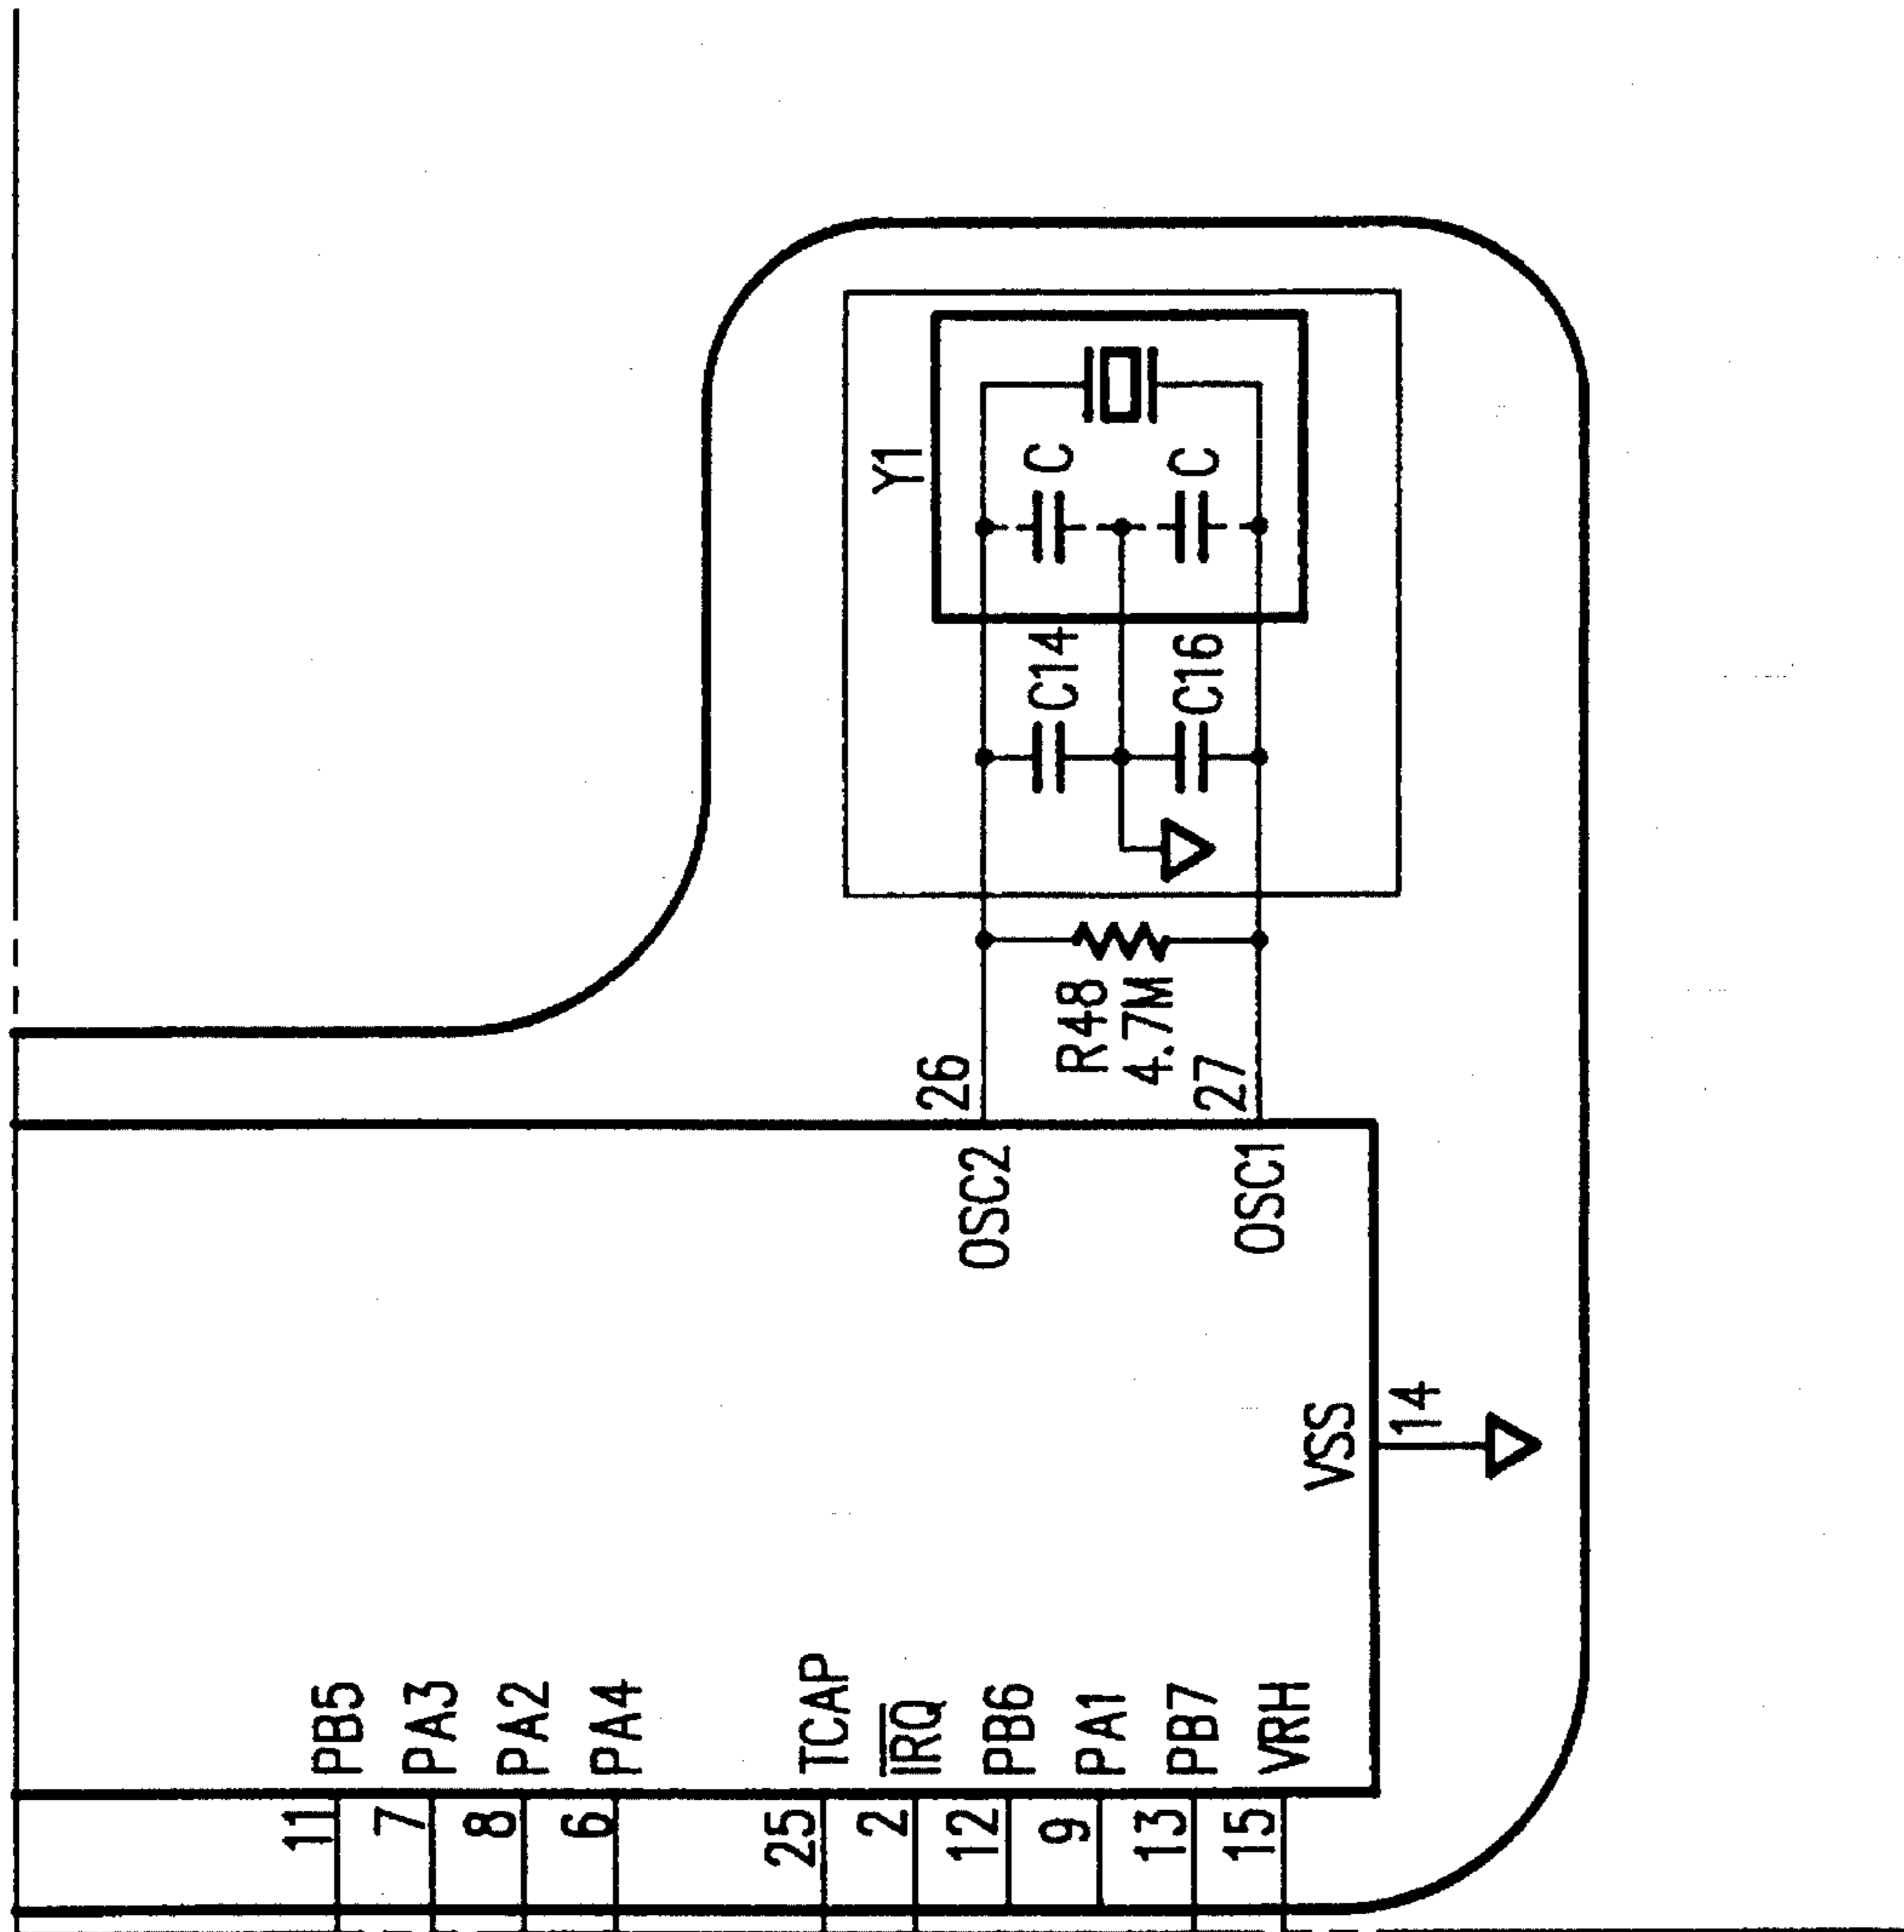 Y1
C
C
C14
C16
R48
4.7M
26
27
OSC2
OSC1
VSS
14
PB5
PA3
PA2
PA4
TCAP
IRQ
PB6
PA1
PB7
VRH
11
7
8
6
25
2
12
9
13
15